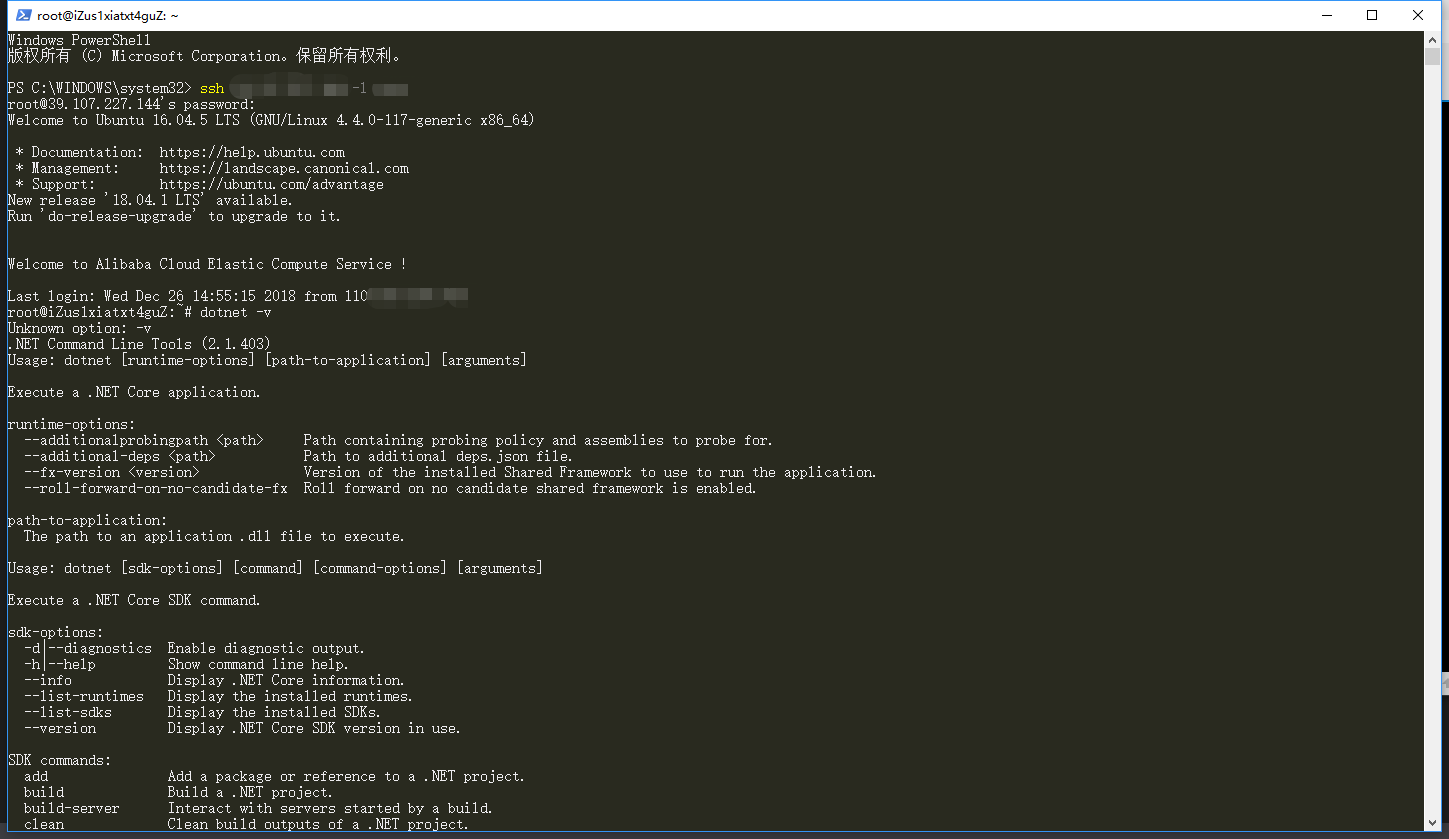 root@iZus1xiatxt4guZ: ~
Windows PowerShell
版权所有 (C) Microsoft Corporation。保留所有权利。
PS C:\WINDOWS\system32> ssh -l
root@39.107.227.144's password:
Welcome to Ubuntu 16.04.5 LTS (GNU/Linux 4.4.0-117-generic x86_64)
* Documentation:  https://help.ubuntu.com
* Management:     https://landscape.canonical.com
* Support:        https://ubuntu.com/advantage
New release '18.04.1 LTS' available.
Run 'do-release-upgrade' to upgrade to it.
Welcome to Alibaba Cloud Elastic Compute Service !
Last login: Wed Dec 26 14:55:15 2018 from 110
root@iZus1xiatxt4guZ:~# dotnet -v
Unknown option: -v
.NET Command Line Tools (2.1.403)
Usage: dotnet [runtime-options] [path-to-application] [arguments]
Execute a .NET Core application.
runtime-options:
--additionalprobingpath <path>     Path containing probing policy and assemblies to probe for.
--additional-deps <path>           Path to additional deps.json file.
--fx-version <version>             Version of the installed Shared Framework to use to run the application.
--roll-forward-on-no-candidate-fx  Roll forward on no candidate shared framework is enabled.
path-to-application:
The path to an application .dll file to execute.
Usage: dotnet [sdk-options] [command] [command-options] [arguments]
Execute a .NET Core SDK command.
sdk-options:
-d|--diagnostics  Enable diagnostic output.
-h|--help         Show command line help.
--info            Display .NET Core information.
--list-runtimes   Display the installed runtimes.
--list-sdks       Display the installed SDKs.
--version         Display .NET Core SDK version in use.
SDK commands:
add               Add a package or reference to a .NET project.
build             Build a .NET project.
build-server      Interact with servers started by a build.
clean             Clean build outputs of a .NET project.